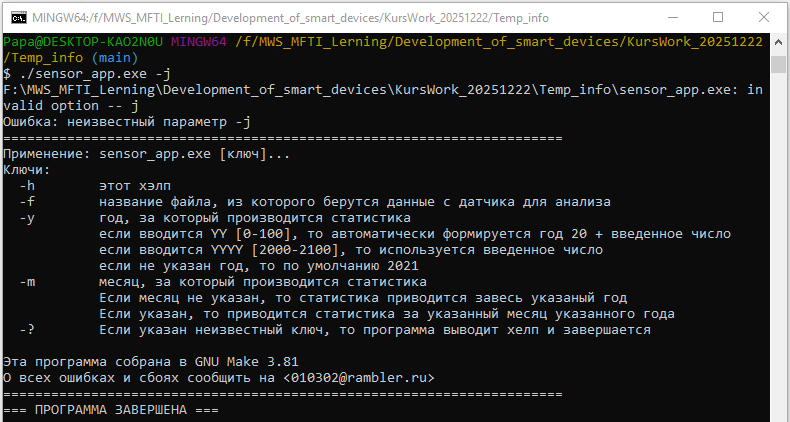 MINGW64:/f/MWS_MFTI_Lerning/Development_of_smart_devices/KursWork_20251222/Temp_info
Papa@DESKTOP-KAO2N0U MINGW64 /f/MWS_MFTI_Lerning/Development_of_smart_devices/KursWork_20251222
/Temp_info (main)
$ ./sensor_app.exe -j
F:\MWS_MFTI_Lerning\Development_of_smart_devices\KursWork_20251222\Temp_info\sensor_app.exe: in
valid option -- j
Ошибка: неизвестный параметр -j
======================================================================
Применение: sensor_app.exe [ключ]...
Ключи:
  -h        этот хэлп
  -f        название файла, из которого берутся данные с датчика для анализа
  -y        год, за который производится статистика
            если вводится YY [0-100], то автоматически формируется год 20 + введенное число
            если вводится YYYY [2000-2100], то используется введенное число
            если не указан год, то по умолчанию 2021
  -m        месяц, за который производится статистика
            Если месяц не указан, то статистика приводится завесь указаный год
            Если указан, то приводится статистика за указанный месяц указанного года
  -?        Если указан неизвестный ключ, то программа выводит хелп и завершается
Эта программа собрана в GNU Make 3.81
О всех ошибках и сбоях сообщить на <010302@rambler.ru>
======================================================================
=== ПРОГРАММА ЗАВЕРШЕНА ===